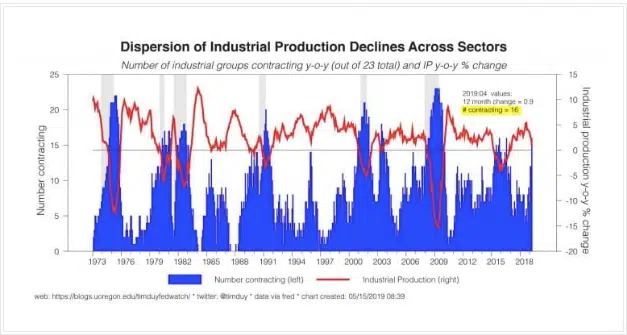 Dispersion of Industrial Production Declines Across Sectors
Number of industrial groups contracting y-o-y (out of 23 total) and IP y-o-y % change
25
20
15
10
5
0
Number contracting
2019:04 values:
12 month change = 0.9
# contracting = 16
15
10
5
0
-5
-10
-15
-20
Industrial production y-o-y % change
1973 1976 1979 1982 1985 1988 1991 1994 1997 2000 2003 2006 2009 2012 2015 2018
Number contracting (left) Industrial Production (right)
web: https://blogs.uoregon.edu/timduyfedwatch/ * twitter: @timduy * data via fred * chart created: 05/15/2019 08:39